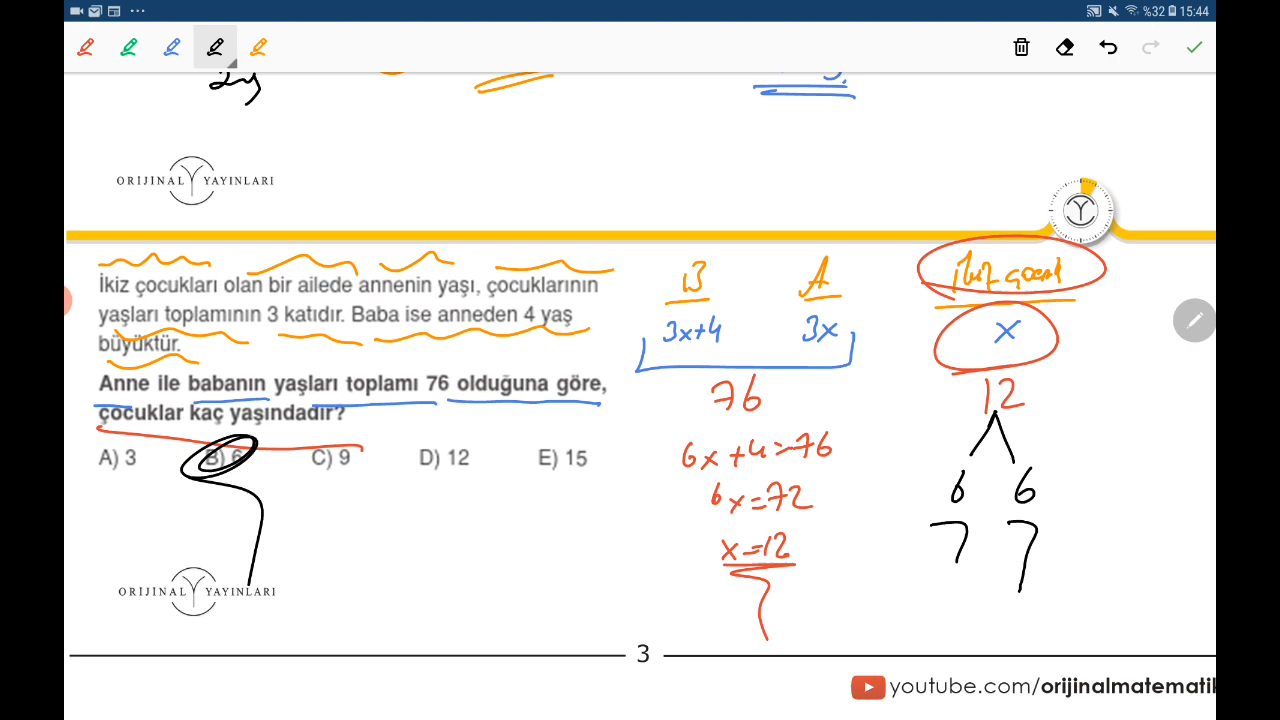 %32 15:44
ORIJINAL YAYINLARI
İkiz çocukları olan bir ailede annenin yaşı, çocuklarının
yaşları toplamının 3 katıdır. Baba ise anneden 4 yaş
büyüktür.
Anne ile babanın yaşları toplamı 76 olduğuna göre,
çocuklar kaç yaşındadır?
A) 3 B) 6 C) 9 D) 12 E) 15
B A ikiz çocuk
3x+4 3x x
76 12
6x+4=76
6x=72 6 6
x=12
ORIJINAL YAYINLARI
3
youtube.com/orijinalmatematik